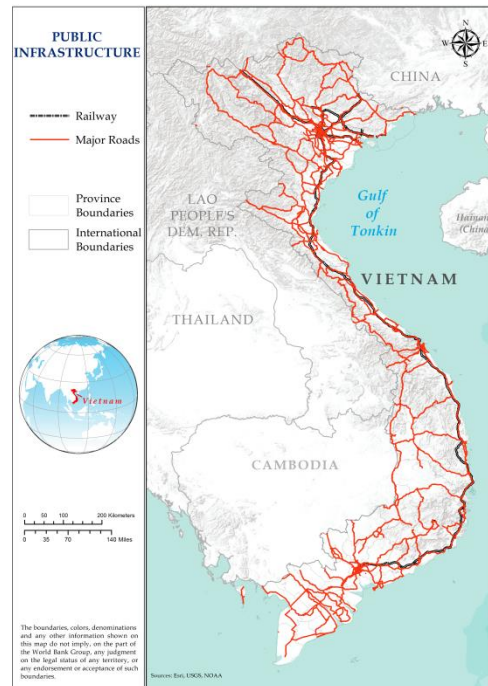 PUBLIC
INFRASTRUCTURE
Railway
Major Roads
Province
Boundaries
International
Boundaries
Vietnam
0 50 100 200 Kilometers
0 35 70 140 Miles
The boundaries, colors, denominations
and any other information shown on
this map do not imply, on the part of
the World Bank Group, any judgment
on the legal status of any territory, or
any endorsement or acceptance of such
boundaries.
N
W E
S
CHINA
LAO
PEOPLE'S
DEM. REP.
Gulf
of
Tonkin
Hainan
(China
VIETNAM
THAILAND
CAMBODIA
Sources: Esri, USGS, NOAA